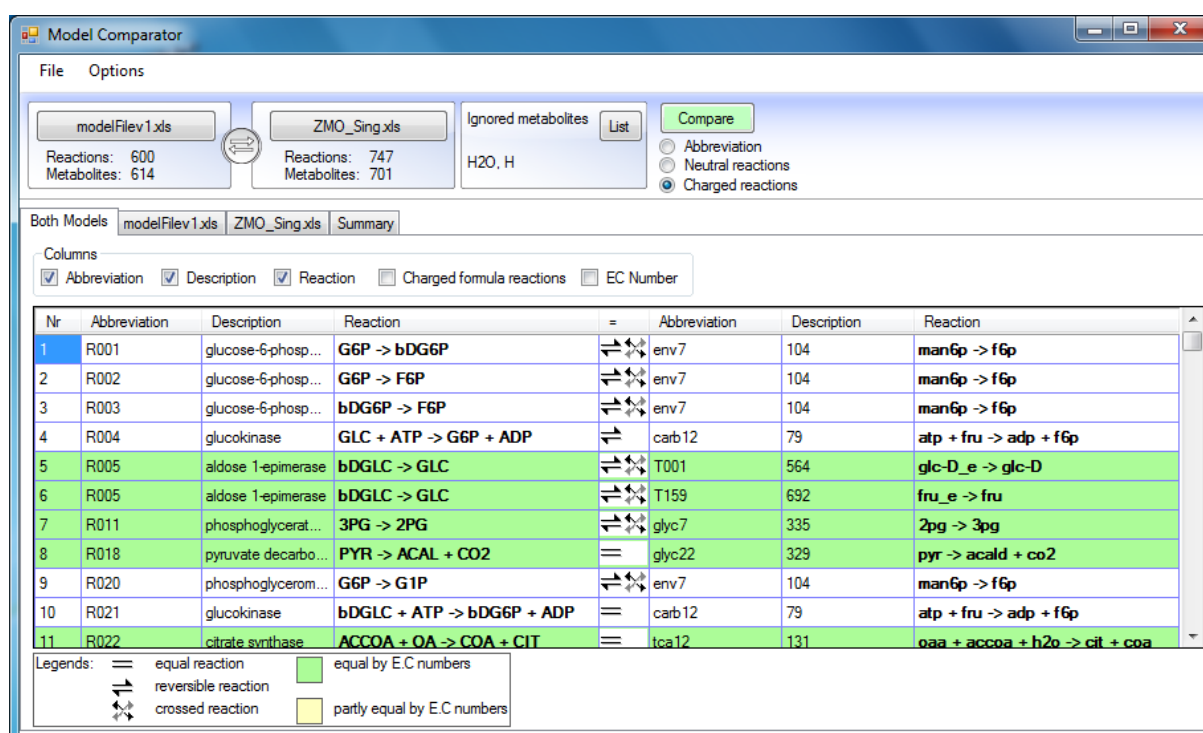 Model Comparator
File Options
modelFilev1.xls ZMO_Sing.xls Ignored metabolites List Compare
Reactions: 600 Reactions: 747 H2O, H Abbreviation
Metabolites: 614 Metabolites: 701 Neutral reactions
Charged reactions
Both Models modelFilev1.xls ZMO_Sing.xls Summary
Columns
Abbreviation Description Reaction Charged formula reactions EC Number
Nr Abbreviation Description Reaction = Abbreviation Description Reaction
1 R001 glucose-6-phosp... G6P -> bDG6P env7 104 man6p -> f6p
2 R002 glucose-6-phosp... G6P -> F6P env7 104 man6p -> f6p
3 R003 glucose-6-phosp... bDG6P -> F6P env7 104 man6p -> f6p
4 R004 glucokinase GLC + ATP -> G6P + ADP carb12 79 atp + fru -> adp + f6p
5 R005 aldose 1-epimerase bDGLC -> GLC T001 564 glc-D_e -> glc-D
6 R005 aldose 1-epimerase bDGLC -> GLC T159 692 fru_e -> fru
7 R011 phosphoglycerat... 3PG -> 2PG glyc7 335 2pg -> 3pg
8 R018 pyruvate decarbo... PYR -> ACAL + CO2 = glyc22 329 pyr -> acald + co2
9 R020 phosphoglycerom... G6P -> G1P env7 104 man6p -> f6p
10 R021 glucokinase bDGLC + ATP -> bDG6P + ADP = carb12 79 atp + fru -> adp + f6p
11 R022 citrate synthase ACCOA + OA -> COA + CIT = tca12 131 oaa + accoa + h2o -> cit + coa
Legends: = equal reaction equal by E.C numbers
reversible reaction
crossed reaction partly equal by E.C numbers